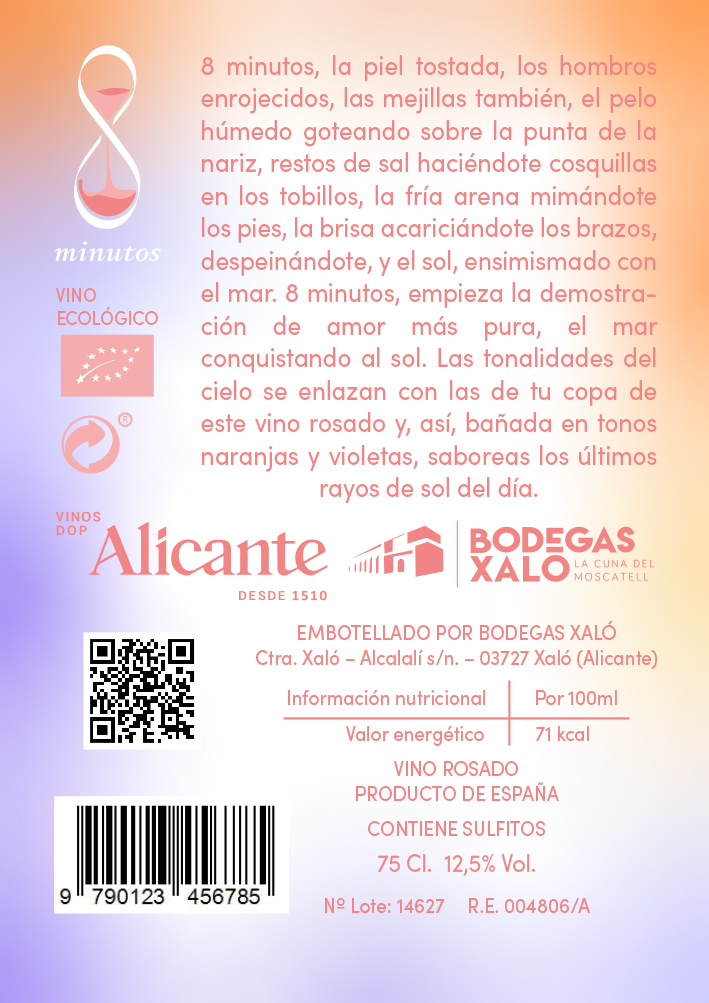 minutos
8 minutos, la piel tostada, los hombros
enrojecidos, las mejillas también, el pelo
húmedo goteando sobre la punta de la
nariz, restos de sal haciéndote cosquillas
en los tobillos, la fría arena mimándote
los pies, la brisa acariciándote los brazos,
despeinándote, y el sol, ensimismado con
el mar. 8 minutos, empieza la demostra-
ción de amor más pura, el mar
conquistando al sol. Las tonalidades del
cielo se enlazan con las de tu copa de
este vino rosado y, así, bañada en tonos
naranjas y violetas, saboreas los últimos
rayos de sol del día.
VINO
ECOLÓGICO
®
VINOS
DOP
Alicante
DESDE 1510
BODEGAS
XALÓ
LA CUNA DEL
MOSCATELL
EMBOTELLADO POR BODEGAS XALÓ
Ctra. Xaló – Alcalalí s/n. – 03727 Xaló (Alicante)
Información nutricional Por 100ml
Valor energético 71 kcal
VINO ROSADO
PRODUCTO DE ESPAÑA
CONTIENE SULFITOS
75 Cl. 12,5% Vol.
Nº Lote: 14627 R.E. 004806/A
9 790123 456785